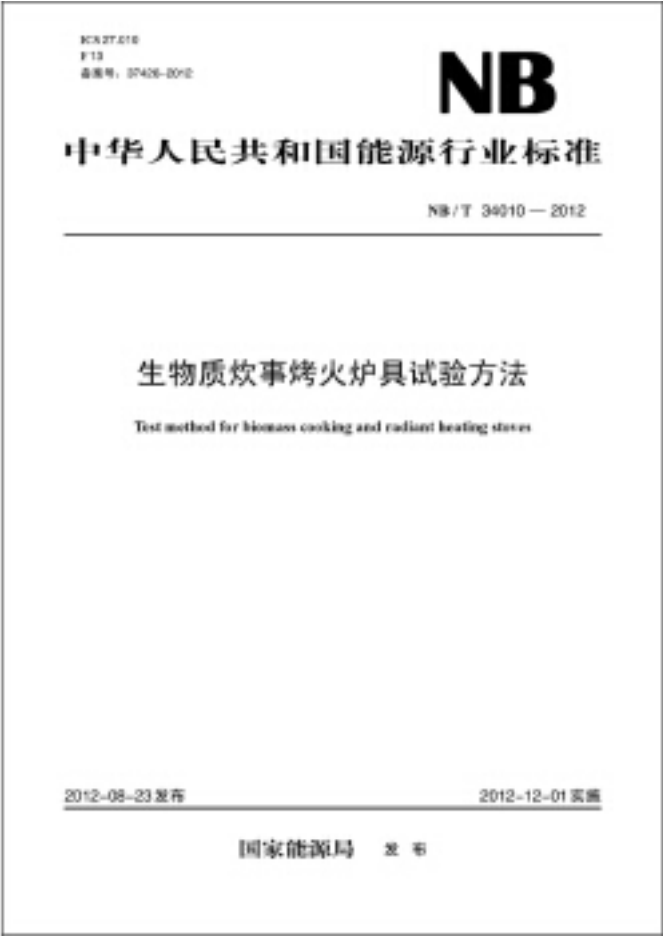 ICS 27.010
F 13
备案号：37426-2012
NB
中华人民共和国能源行业标准
NB/T 34010—2012
生物质炊事烤火炉具试验方法
Test method for biomass cooking and radiant heating stoves
2012-08-23发布
2012-12-01实施
国家能源局 发布